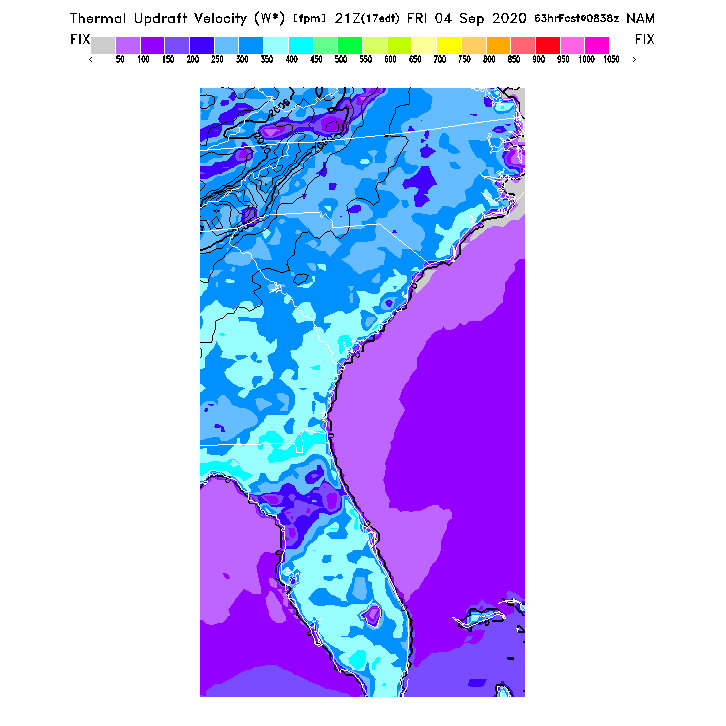 Thermal Updraft Velocity (W*) [fpm] 21Z(17edt) FRI 04 Sep 2020 63hrFcst@0838z NAM
FIX FIX
< 50 100 150 200 250 300 350 400 450 500 550 600 650 700 750 800 850 900 950 1000 1050 >
2000